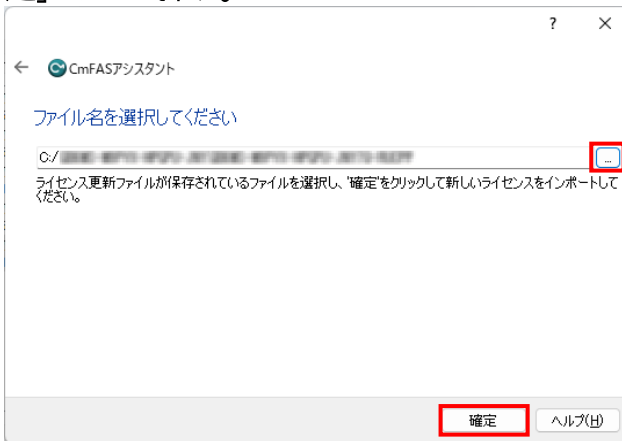 ?
×
← CmFASアシスタント
ファイル名を選択してください
C:/
...
ライセンス更新ファイルが保存されているファイルを選択し、'確定'をクリックして新しいライセンスをインポートして
ください。
確定
ヘルプ(H)